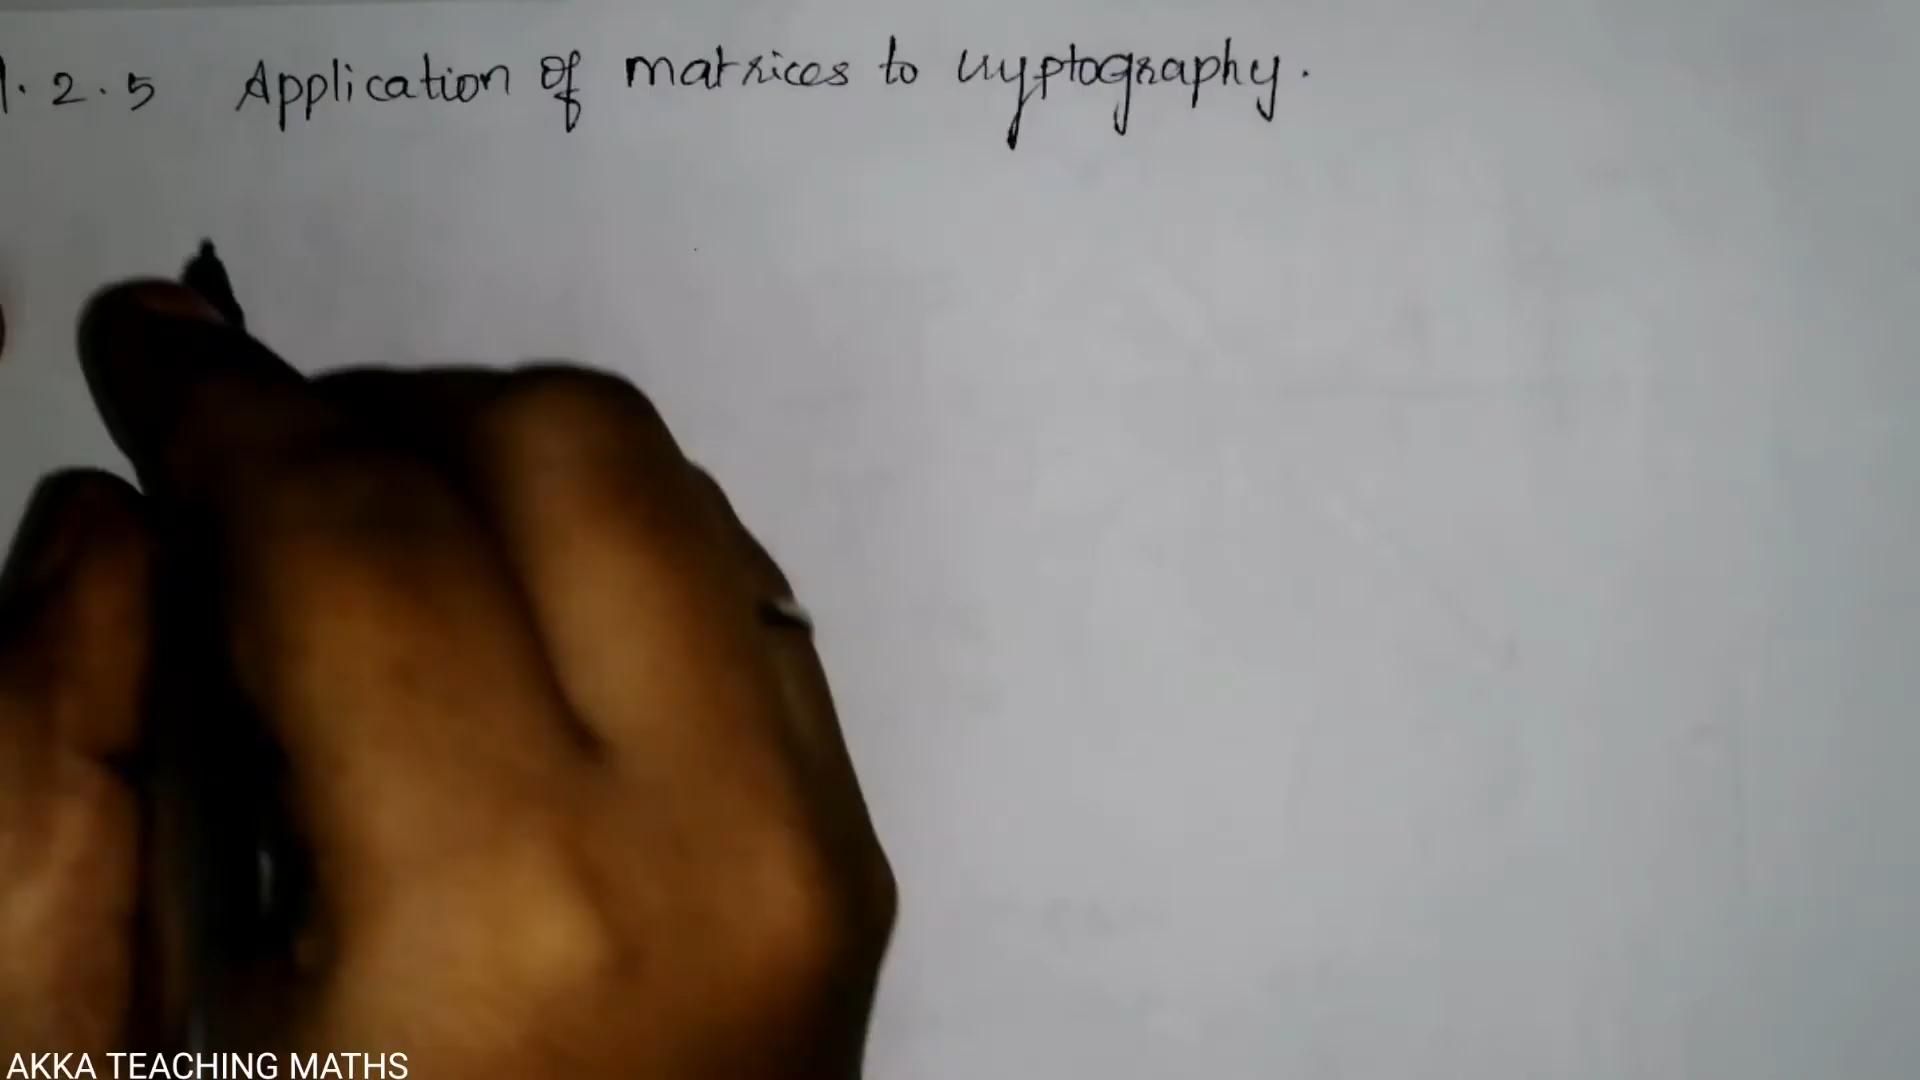 1.2.5 Application of matrices to cryptography.
AKKA TEACHING MATHS